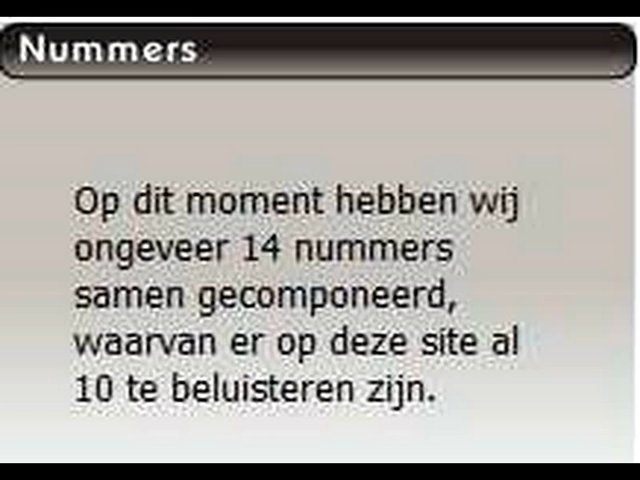 Nummers
Op dit moment hebben wij
ongeveer 14 nummers
samen gecomponeerd,
waarvan er op deze site al
10 te beluisteren zijn.